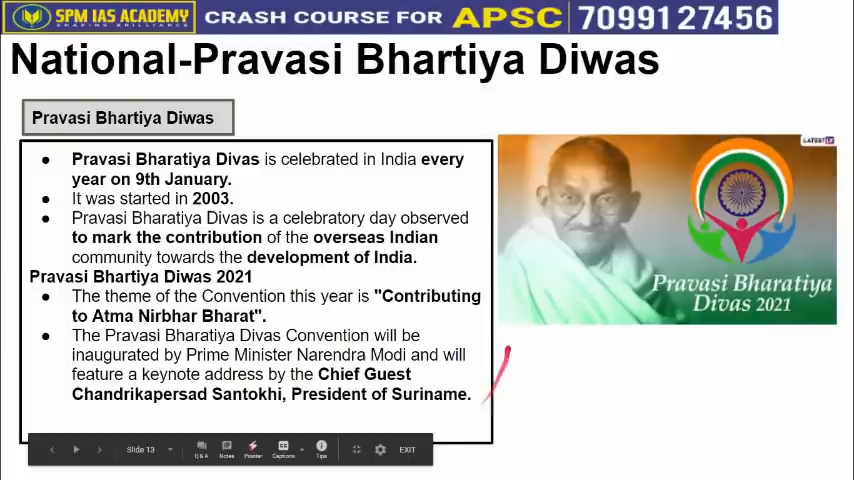 SPM IAS ACADEMY
SHARING BRILLIANCE
CRASH COURSE FOR APSC 7099127456
National-Pravasi Bhartiya Diwas
Pravasi Bhartiya Diwas
● Pravasi Bharatiya Divas is celebrated in India every
year on 9th January.
● It was started in 2003.
● Pravasi Bharatiya Divas is a celebratory day observed
to mark the contribution of the overseas Indian
community towards the development of India.
Pravasi Bhartiya Diwas 2021
● The theme of the Convention this year is "Contributing
to Atma Nirbhar Bharat".
● The Pravasi Bharatiya Divas Convention will be
inaugurated by Prime Minister Narendra Modi and will
feature a keynote address by the Chief Guest
Chandrikapersad Santokhi, President of Suriname.
LATESTLY
Pravasi Bharatiya
Divas 2021
Slide 13
Q & A
Notes
Pointer
Captions
Tips
EXIT